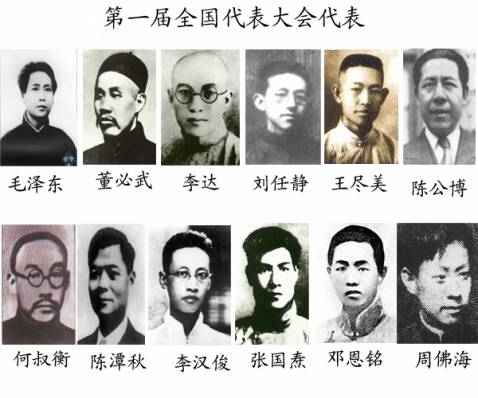 第一届全国代表大会代表
毛泽东 董必武 李达 刘任静 王尽美 陈公博
何叔衡 陈潭秋 李汉俊 张国焘 邓恩铭 周佛海